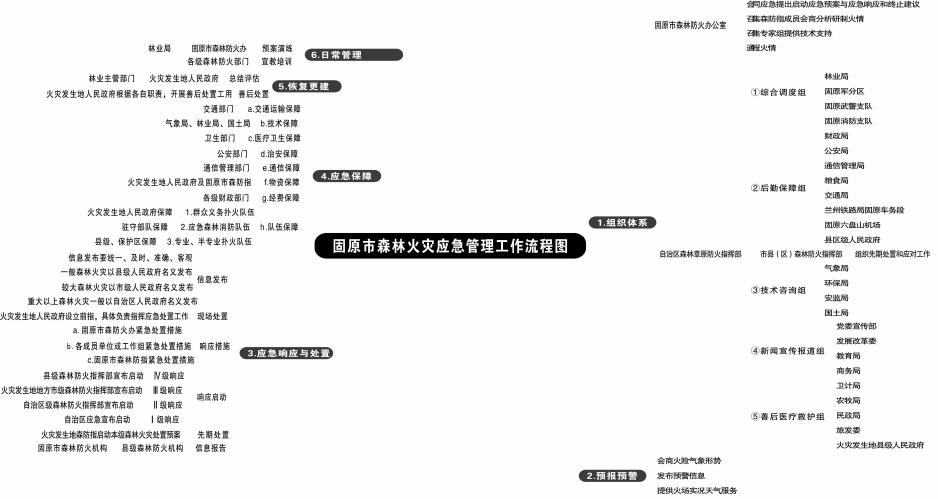 固原市森林火灾应急管理工作流程图
1.组织体系
固原市森林防火办公室
会同应急提出启动应急预案与应急响应和终止建议
召集森防指成员会商分析研制火情
召集专家组提供技术支持
通报火情
自治区森林草原防火指挥部 市县（区）森林防火指挥部 组织先期处置和应对工作
①综合调度组
林业局
固原军分区
固原武警支队
固原消防支队
②后勤保障组
财政局
公安局
通信管理局
粮食局
交通局
兰州铁路局固原车务段
固原六盘山机场
县区级人民政府
③技术咨询组
气象局
环保局
安监局
国土局
④新闻宣传报道组
党委宣传部
发展改革委
教育局
商务局
⑤善后医疗救护组
卫计局
农牧局
民政局
旅发委
火灾发生地县级人民政府
2.预报预警
会商火险气象形势
发布预警信息
提供火场实况天气服务
6.日常管理
林业局 固原市森林防火办 预案演练
各级森林防火部门 宣教培训
5.恢复更建
林业主管部门 火灾发生地人民政府 总结评估
火灾发生地人民政府根据各自职责，开展善后处置工用 善后处置
4.应急保障
交通部门 a.交通运输保障
气象局、林业局、国土局 b.技术保障
卫生部门 c.医疗卫生保障
公安部门 d.治安保障
通信管理部门 e.通信保障
火灾发生地人民政府及固原市森防指 f.物资保障
各级财政部门 g.经费保障
火灾发生地人民政府保障 1.群众义务扑火队伍
驻守部队保障 2.应急森林消防队伍 h.队伍保障
县级、保护区保障 3.专业、半专业扑火队伍
3.应急响应与处置
信息发布要统一、及时、准确、客观
一般森林火灾以县级人民政府名义发布
信息发布
较大森林火灾以市级人民政府名义发布
重大以上森林火灾一般以自治区人民政府名义发布
火灾发生地人民政府设立前指，具体负责指挥应急处置工作 现场处置
a.固原市森防火办紧急处置措施
b.各成员单位或工作组紧急处置措施 响应措施
c.固原市森林防指紧急处置措施
县级森林防火指挥部宣布启动 Ⅳ级响应
火灾发生地地方市级森林防火指挥部宣布启动 Ⅲ级响应
响应启动
自治区级森林防火指挥部宣布启动 Ⅱ级响应
自治区应急宣布启动 Ⅰ级响应
火灾发生地森防指启动本级森林火灾处置预案 先期处置
固原市森林防火机构 县级森林防火机构 信息报告